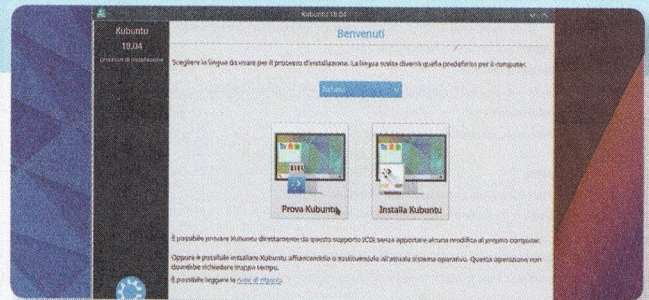 Kubuntu 18.04
Kubuntu
18.04
processo di installazione
Benvenuti
Scegliere la lingua da usare per il processo d'installazione. La lingua scelta diverrà quella predefinita per il computer.
Italiano
Prova Kubuntu
Installa Kubuntu
È possibile provare Kubuntu direttamente da questo supporto (CD) senza apportare alcuna modifica al proprio computer.
Oppure è possibile installare Kubuntu affiancandolo o sostituendolo all'attuale sistema operativo. Questa operazione non
dovrebbe richiedere troppo tempo.
È possibile leggere le note di rilascio.